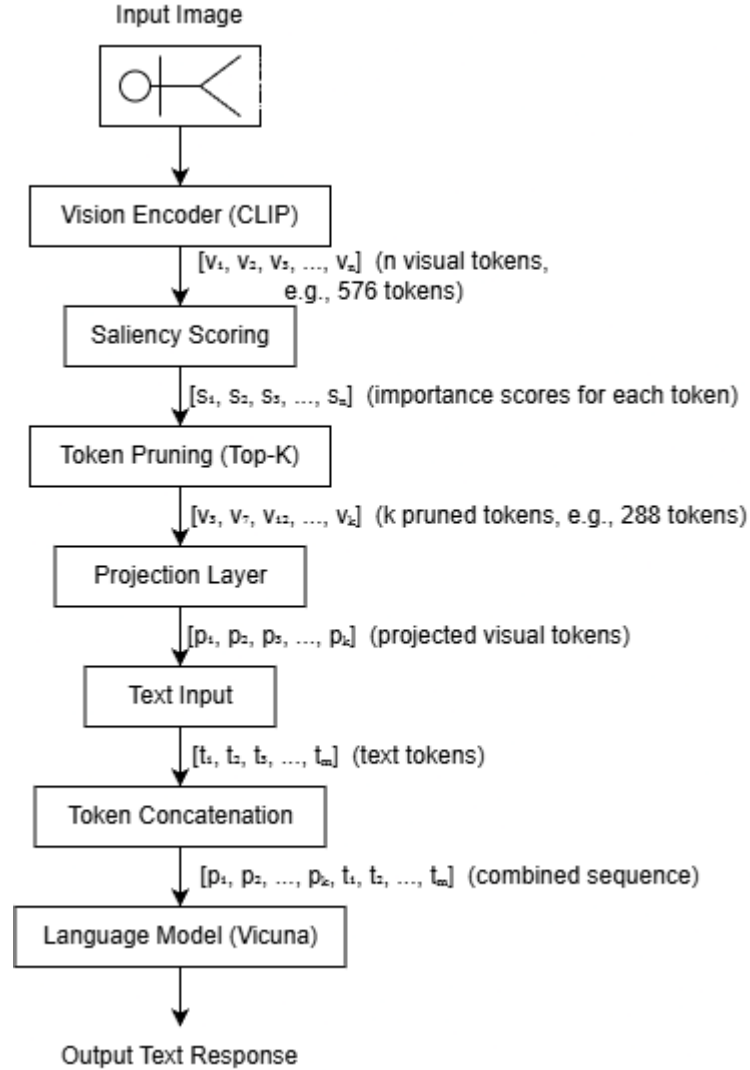 Input Image
Vision Encoder (CLIP)
[v₁, v₂, v₃, ..., vₙ] (n visual tokens,
e.g., 576 tokens)
Saliency Scoring
[s₁, s₂, s₃, ..., sₙ] (importance scores for each token)
Token Pruning (Top-K)
[v₃, v₇, v₁₂, ..., vₖ] (k pruned tokens, e.g., 288 tokens)
Projection Layer
[p₁, p₂, p₃, ..., pₖ] (projected visual tokens)
Text Input
[t₁, t₂, t₃, ..., tₘ] (text tokens)
Token Concatenation
[p₁, p₂, ..., pₖ, t₁, t₂, ..., tₘ] (combined sequence)
Language Model (Vicuna)
Output Text Response